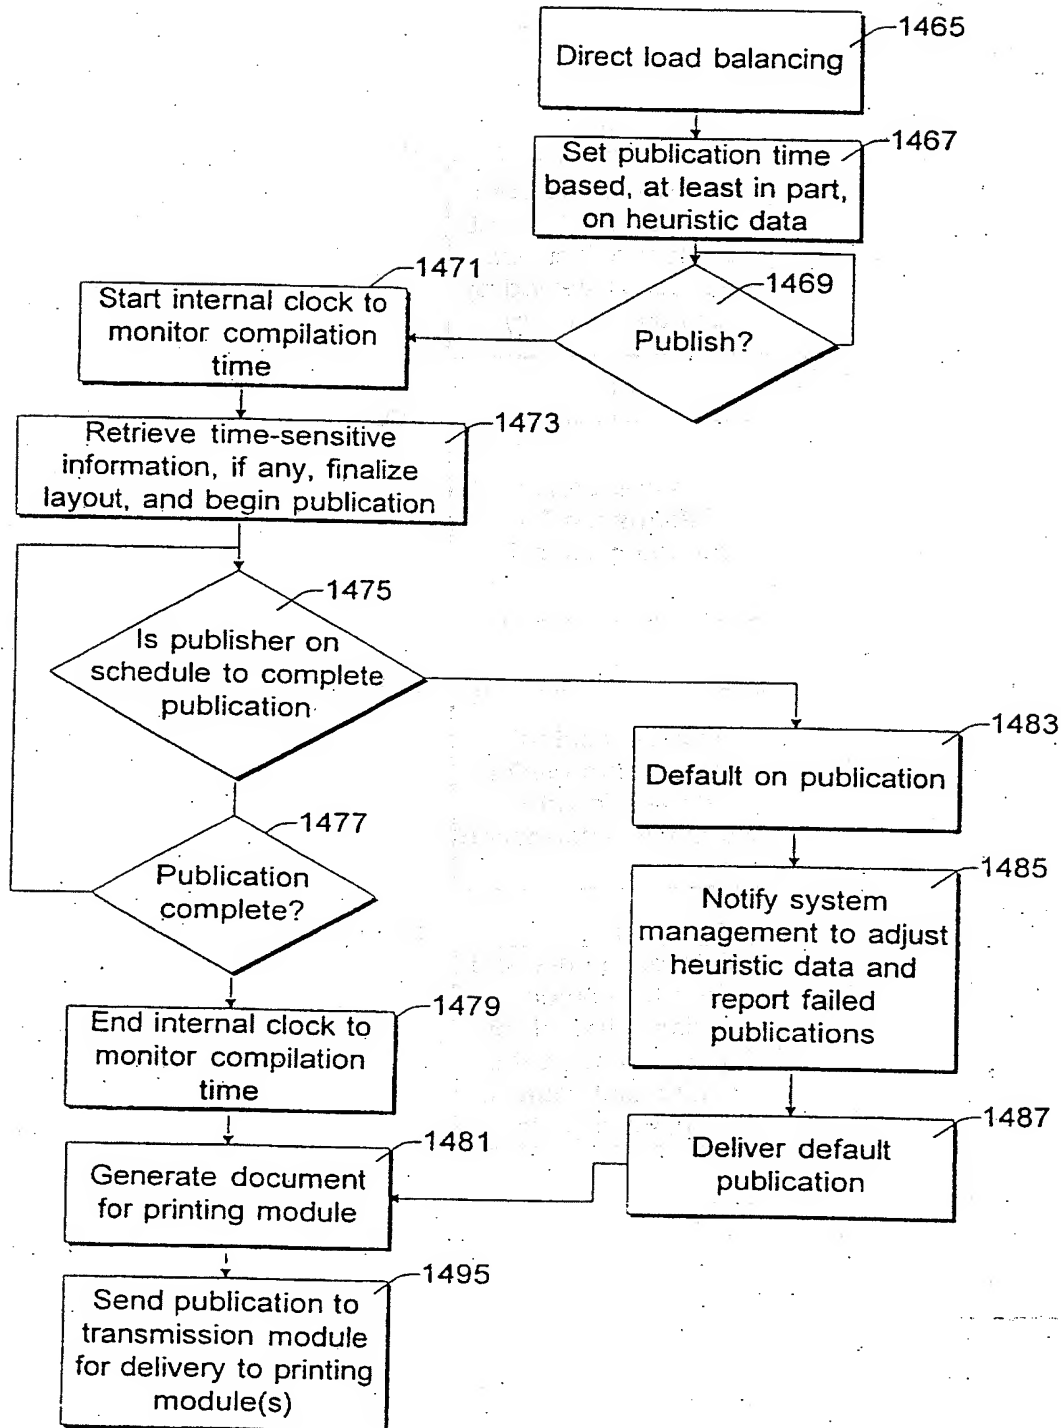 1465
Direct load balancing
1467
Set publication time
based, at least in part,
on heuristic data
1469
Publish?
1471
Start internal clock to
monitor compilation
time
1473
Retrieve time-sensitive
information, if any, finalize
layout, and begin publication
1475
Is publisher on
schedule to complete
publication
1477
Publication
complete?
1479
End internal clock to
monitor compilation
time
1481
Generate document
for printing module
1495
Send publication to
transmission module
for delivery to printing
module(s)
1483
Default on publication
1485
Notify system
management to adjust
heuristic data and
report failed
publications
1487
Deliver default
publication